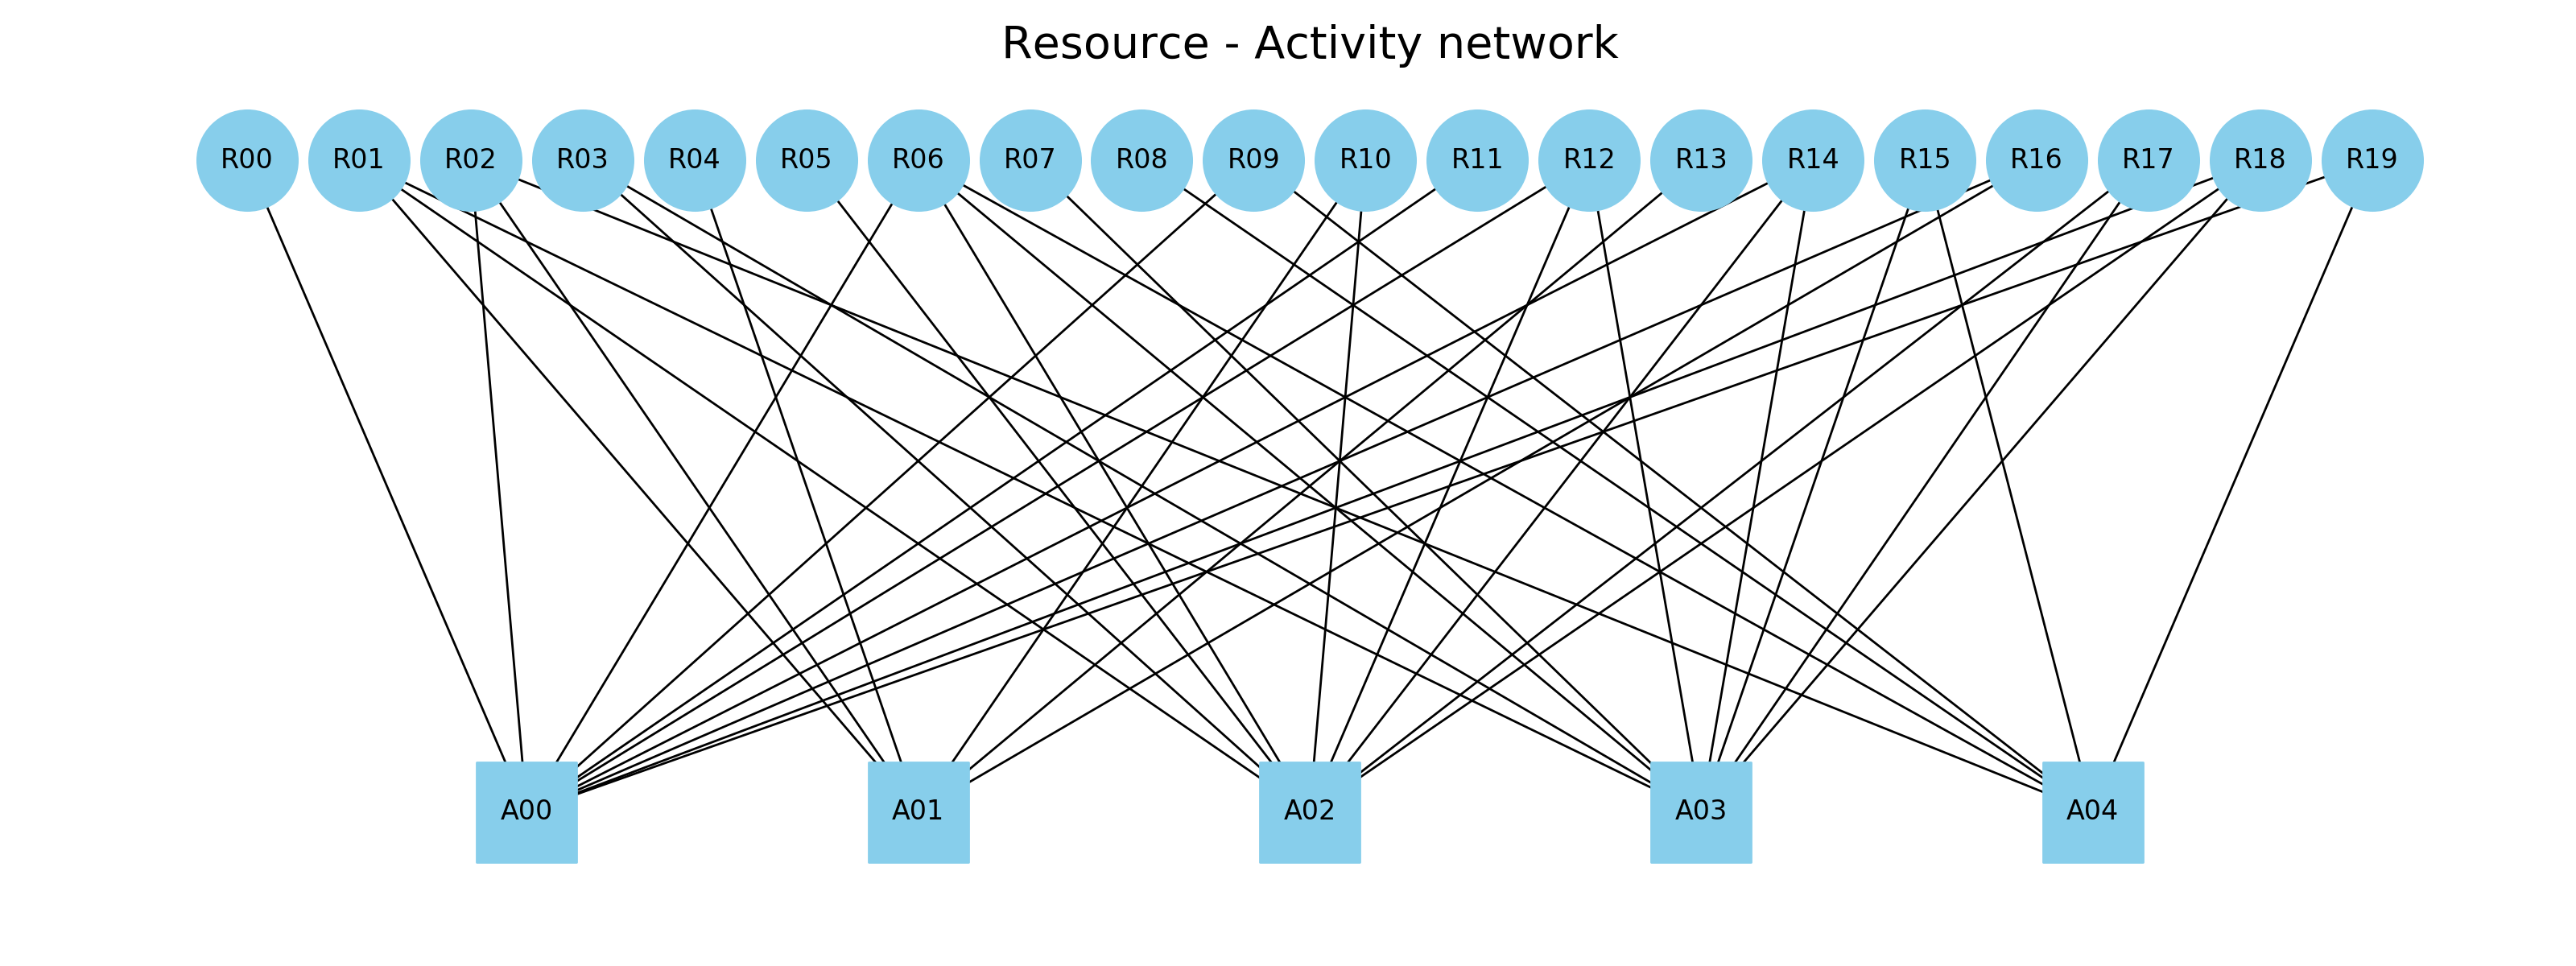 Resource - Activity network
R00 R01 R02 R03 R04 R05 R06 R07 R08 R09 R10 R11 R12 R13 R14 R15 R16 R17 R18 R19
A00 A01 A02 A03 A04